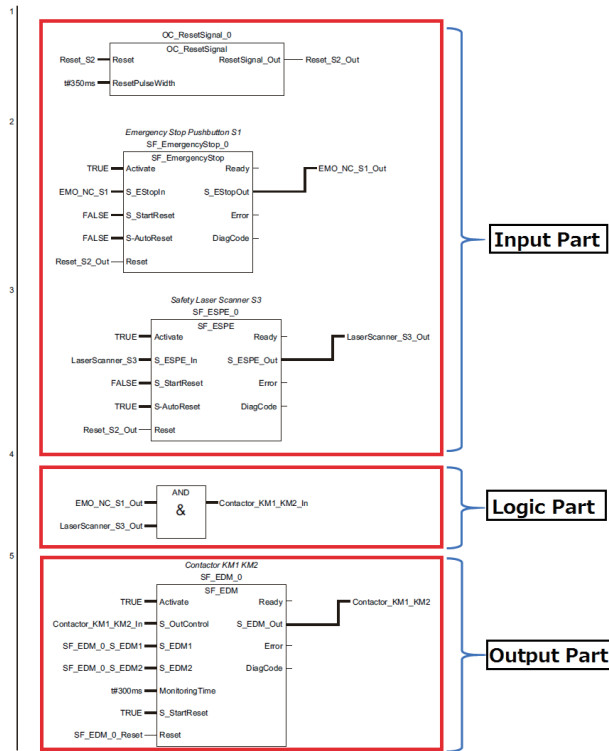 1
OC_ResetSignal_0
OC_ResetSignal
Reset_S2 Reset ResetSignal_Out Reset_S2_Out
t#350ms ResetPulseWidth
2
Emergency Stop Pushbutton S1
SF_EmergencyStop_0
SF_EmergencyStop
TRUE Activate Ready
EMO_NC_S1_Out
EMO_NC_S1 S_EStopIn S_EStopOut
FALSE S_StartReset Error
FALSE S-AutoReset DiagCode
Reset_S2_Out Reset
Input Part
3
Safety Laser Scanner S3
SF_ESPE_0
SF_ESPE
TRUE Activate Ready LaserScanner_S3_Out
LaserScanner_S3 S_ESPE_In S_ESPE_Out
FALSE S_StartReset Error
TRUE S-AutoReset DiagCode
Reset_S2_Out Reset
4
AND
EMO_NC_S1_Out & Contactor_KM1_KM2_In
LaserScanner_S3_Out
Logic Part
5
Contactor KM1 KM2
SF_EDM_0
SF_EDM
TRUE Activate Ready Contactor_KM1_KM2
Contactor_KM1_KM2_In S_OutControl S_EDM_Out
SF_EDM_0_S_EDM1 S_EDM1 Error
SF_EDM_0_S_EDM2 S_EDM2 DiagCode
t#300ms MonitoringTime
TRUE S_StartReset
SF_EDM_0_Reset Reset
Output Part